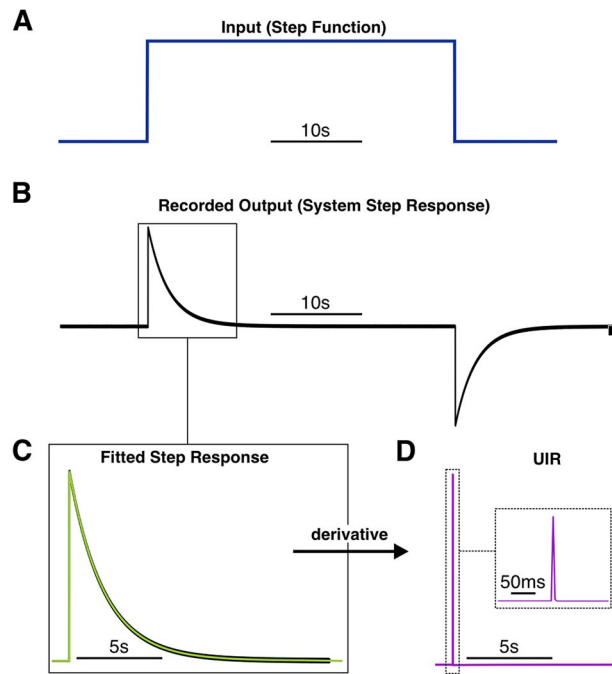 A
Input (Step Function)
10s
B
Recorded Output (System Step Response)
10s
C
Fitted Step Response
5s
derivative
D
UIR
50ms
5s